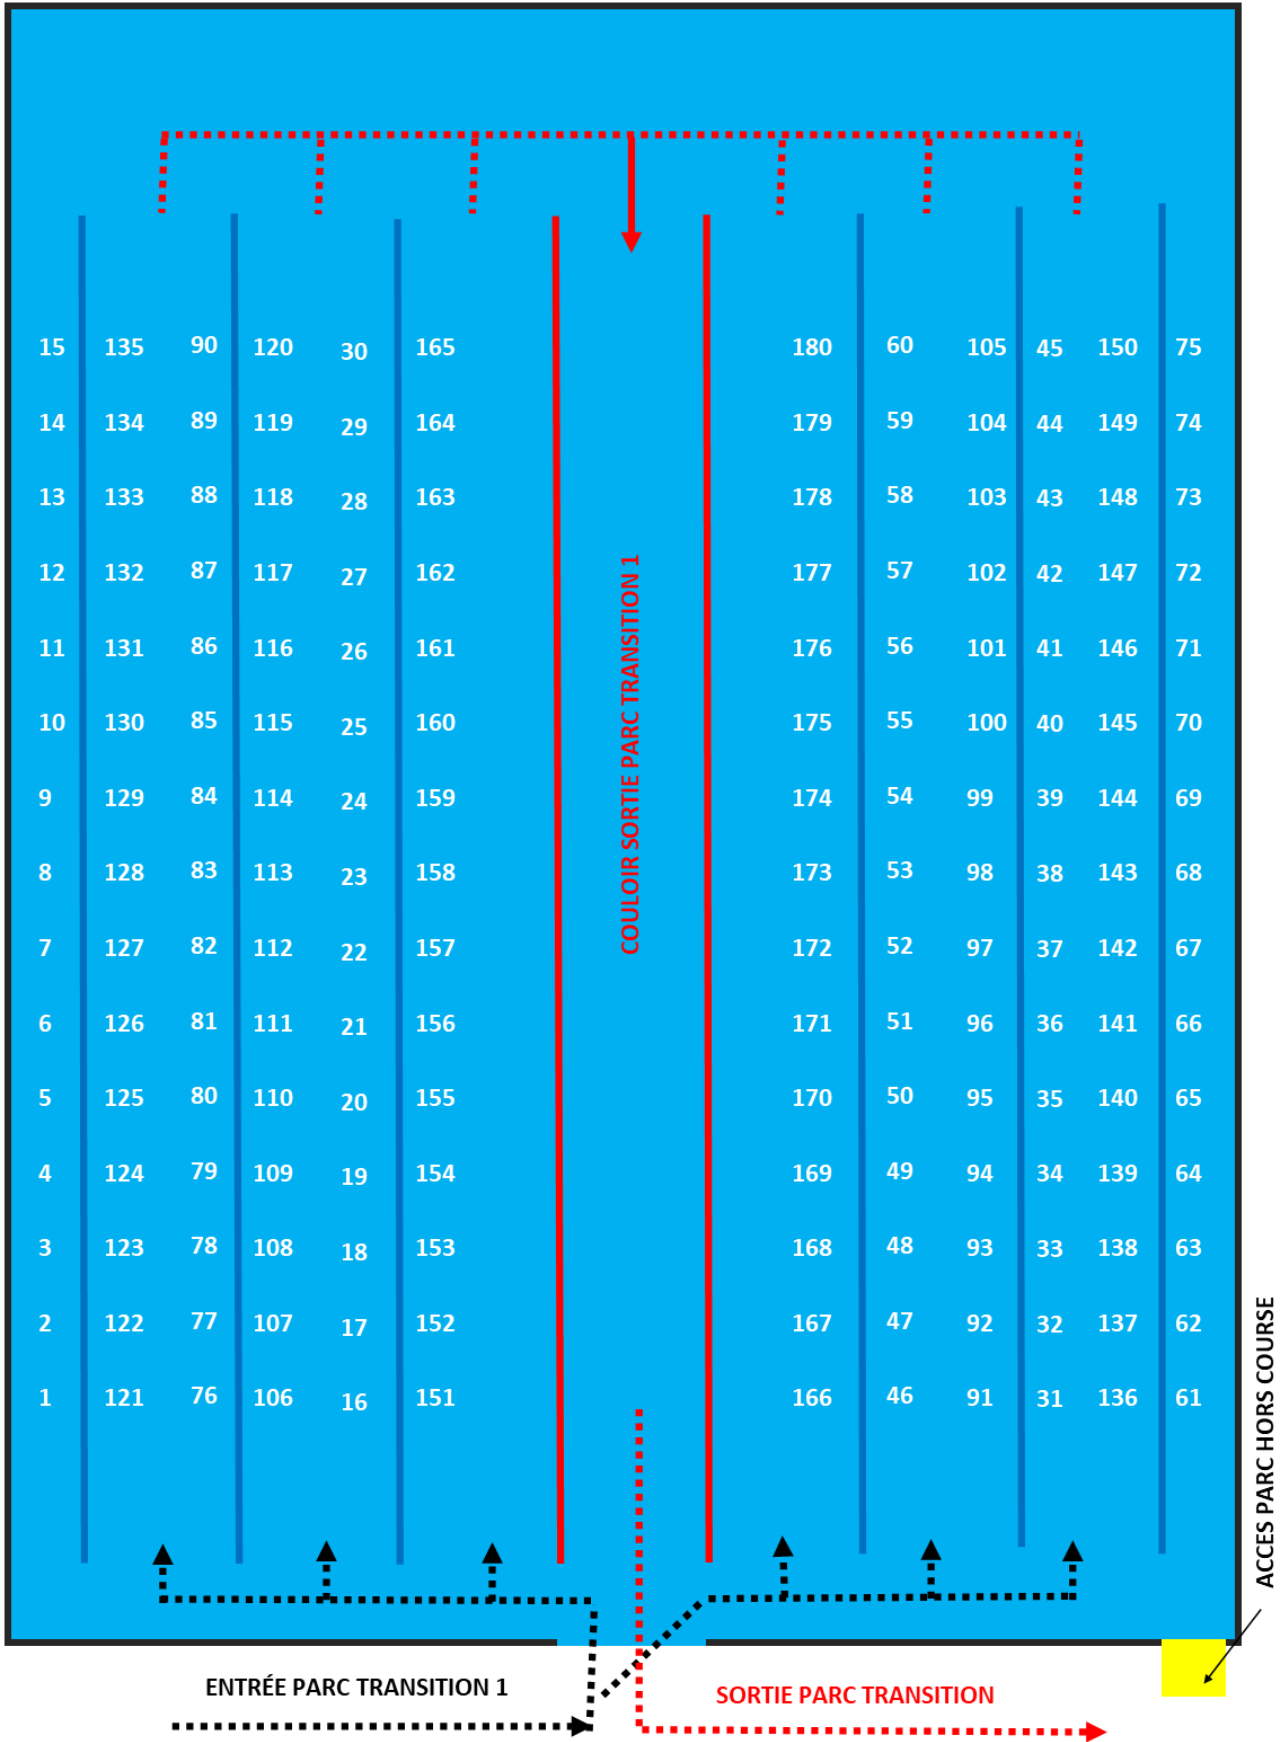 15 135 90 120 30 165 180 60 105 45 150 75
14 134 89 119 29 164 179 59 104 44 149 74
13 133 88 118 28 163 178 58 103 43 148 73
12 132 87 117 27 162 177 57 102 42 147 72
11 131 86 116 26 161 176 56 101 41 146 71
10 130 85 115 25 160 175 55 100 40 145 70
9 129 84 114 24 159 174 54 99 39 144 69
8 128 83 113 23 158 173 53 98 38 143 68
7 127 82 112 22 157 172 52 97 37 142 67
6 126 81 111 21 156 171 51 96 36 141 66
5 125 80 110 20 155 170 50 95 35 140 65
4 124 79 109 19 154 169 49 94 34 139 64
3 123 78 108 18 153 168 48 93 33 138 63
2 122 77 107 17 152 167 47 92 32 137 62
1 121 76 106 16 151 166 46 91 31 136 61
COULOIR SORTIE PARC TRANSITION 1
ACCES PARC HORS COURSE
ENTRÉE PARC TRANSITION 1
SORTIE PARC TRANSITION